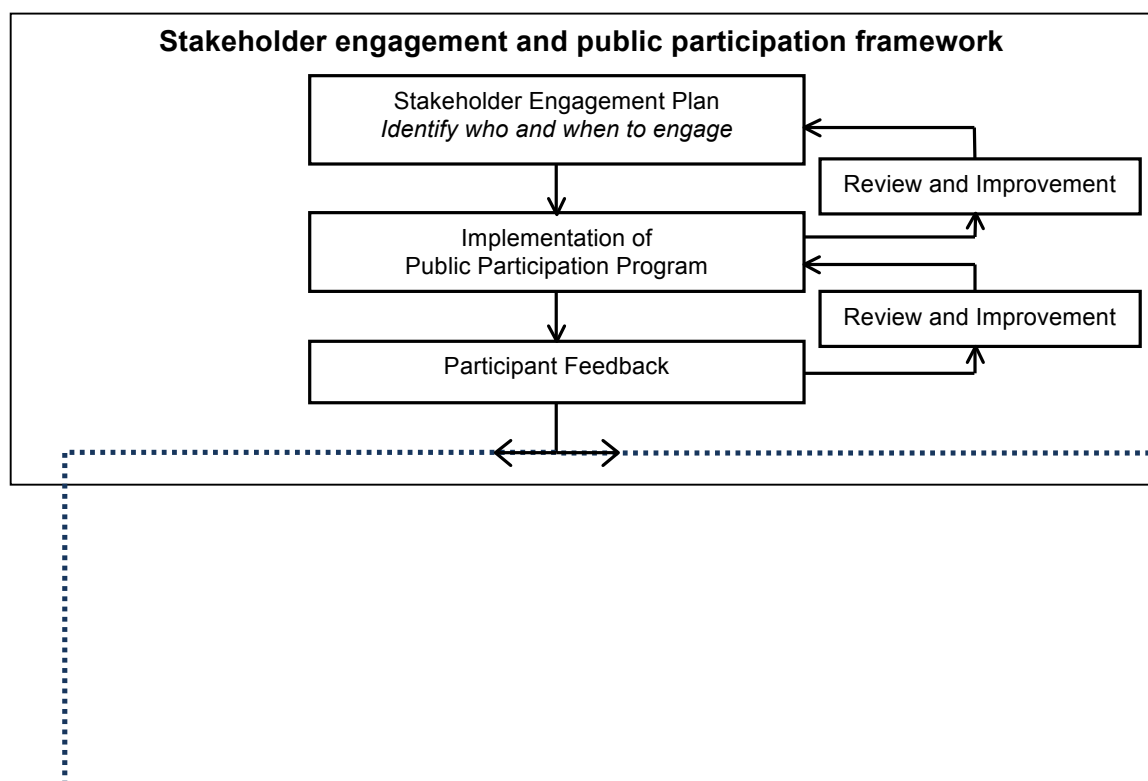 Stakeholder engagement and public participation framework
Stakeholder Engagement Plan
Identify who and when to engage
Review and Improvement
Implementation of
Public Participation Program
Review and Improvement
Participant Feedback